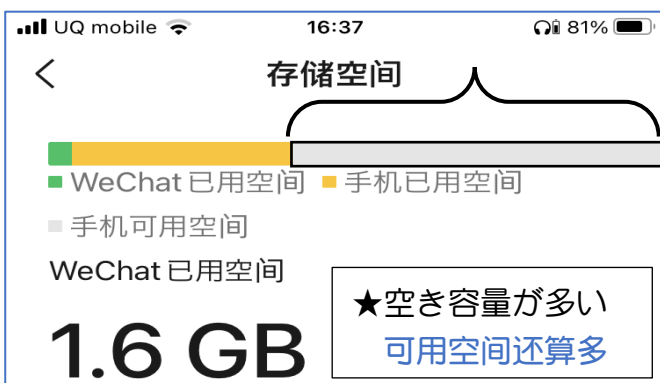 UQ mobile 16:37 81%
存储空间
WeChat 已用空间 手机已用空间
手机可用空间
WeChat 已用空间
1.6 GB
★空き容量が多い
可用空间还算多